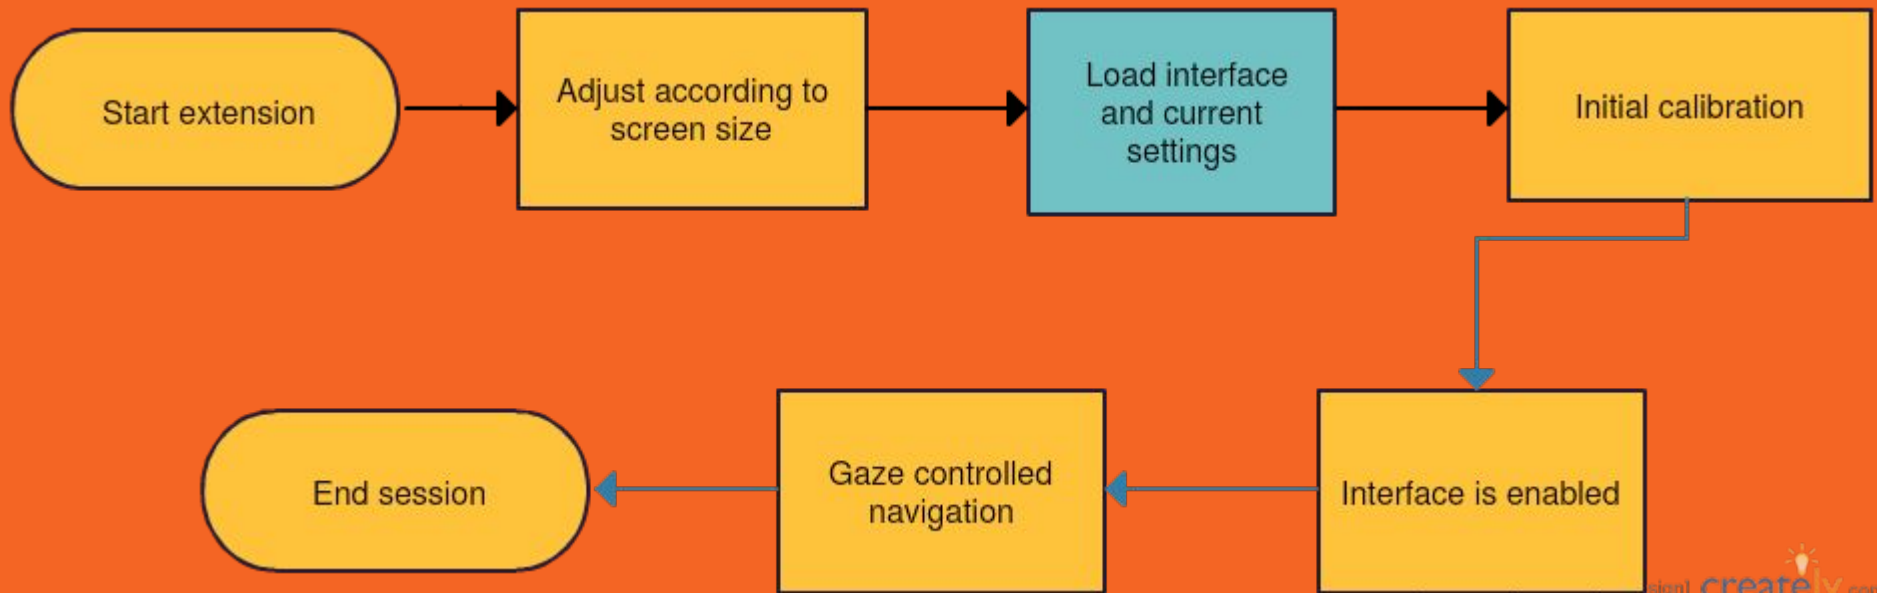 Start extension
Adjust according to
screen size
Load interface
and current
settings
Initial calibration
Interface is enabled
Gaze controlled
navigation
End session
creately